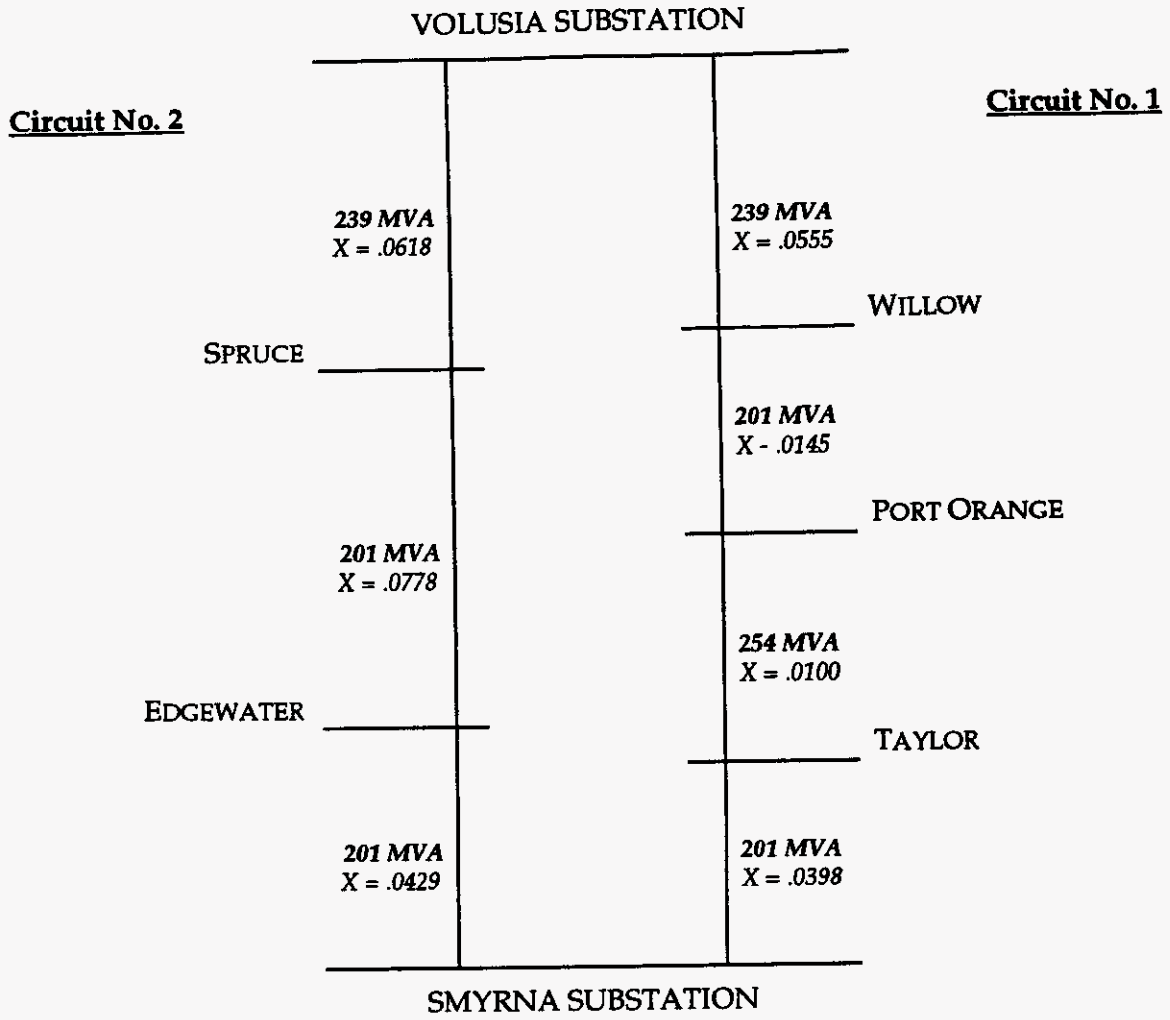 VOLUSIA SUBSTATION
Circuit No. 2
Circuit No. 1
239 MVA
X = .0618
239 MVA
X = .0555
WILLOW
SPRUCE
201 MVA
X - .0145
PORT ORANGE
201 MVA
X = .0778
254 MVA
X = .0100
EDGEWATER
TAYLOR
201 MVA
X = .0429
201 MVA
X = .0398
SMYRNA SUBSTATION